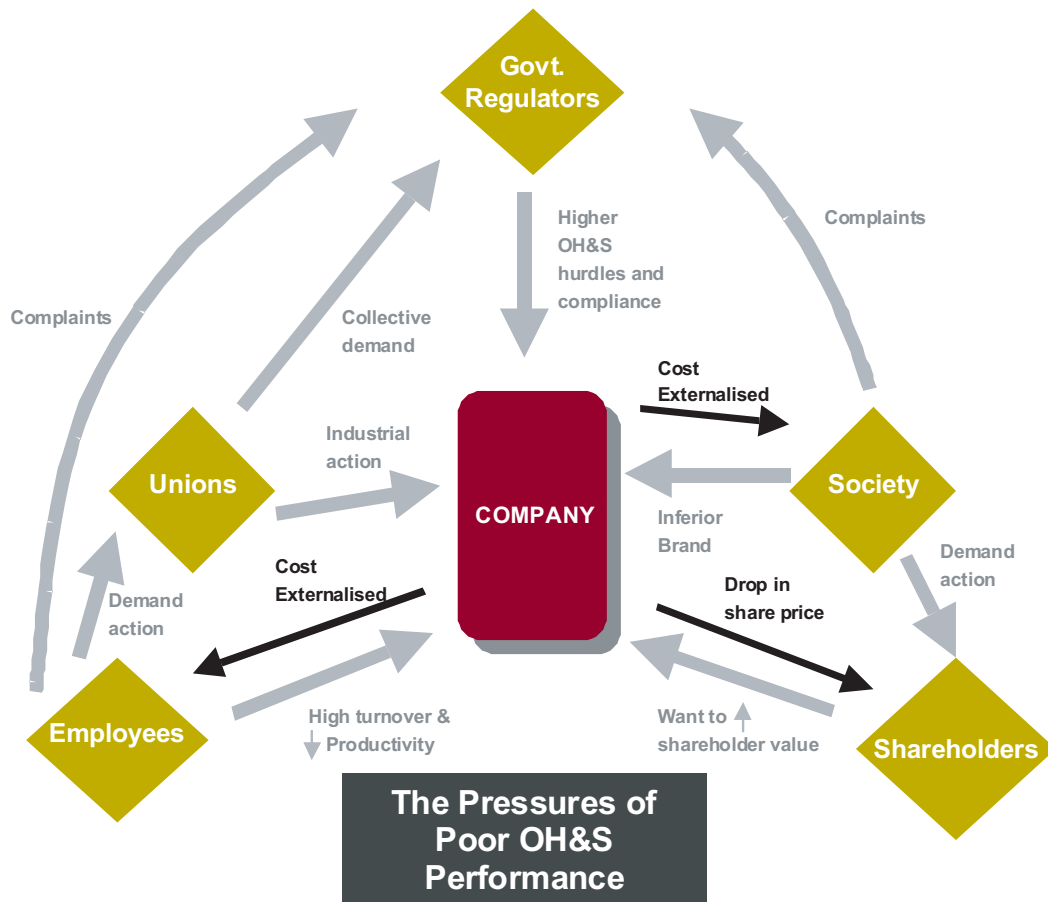 Govt.
Regulators
Complaints
Higher
OH&S
hurdles and
compliance
Complaints
Collective
demand
Cost
Externalised
Industrial
action
Unions
COMPANY
Society
Inferior
Brand
Demand
action
Cost
Externalised
Drop in
share price
Demand
action
Employees
High turnover &
Productivity
Want to
shareholder value
Shareholders
The Pressures of
Poor OH&S
Performance